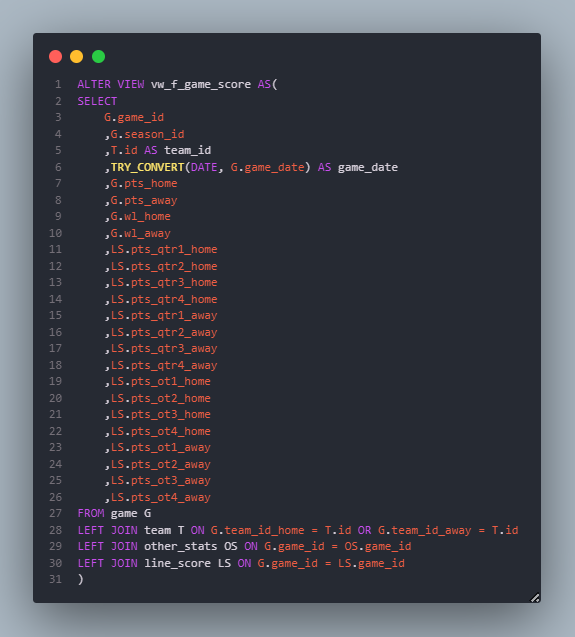 1 ALTER VIEW vw_f_game_score AS(
2 SELECT
3 G.game_id
4 ,G.season_id
5 ,T.id AS team_id
6 ,TRY_CONVERT(DATE, G.game_date) AS game_date
7 ,G.pts_home
8 ,G.pts_away
9 ,G.wl_home
10 ,G.wl_away
11 ,LS.pts_qtr1_home
12 ,LS.pts_qtr2_home
13 ,LS.pts_qtr3_home
14 ,LS.pts_qtr4_home
15 ,LS.pts_qtr1_away
16 ,LS.pts_qtr2_away
17 ,LS.pts_qtr3_away
18 ,LS.pts_qtr4_away
19 ,LS.pts_ot1_home
20 ,LS.pts_ot2_home
21 ,LS.pts_ot3_home
22 ,LS.pts_ot4_home
23 ,LS.pts_ot1_away
24 ,LS.pts_ot2_away
25 ,LS.pts_ot3_away
26 ,LS.pts_ot4_away
27 FROM game G
28 LEFT JOIN team T ON G.team_id_home = T.id OR G.team_id_away = T.id
29 LEFT JOIN other_stats OS ON G.game_id = OS.game_id
30 LEFT JOIN line_score LS ON G.game_id = LS.game_id
31 )